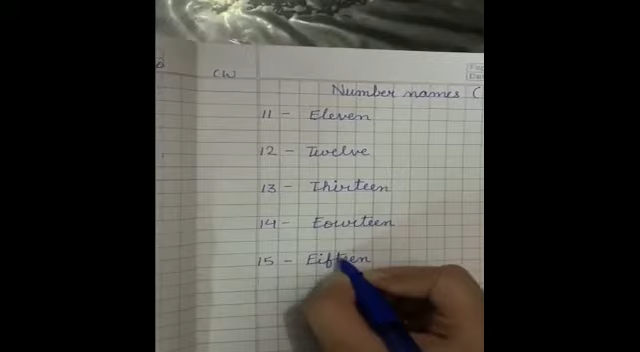 CW
Number names (
11 - Eleven
12 - Twelve
13 - Thirteen
14 - Fourteen
15 - Fifteen